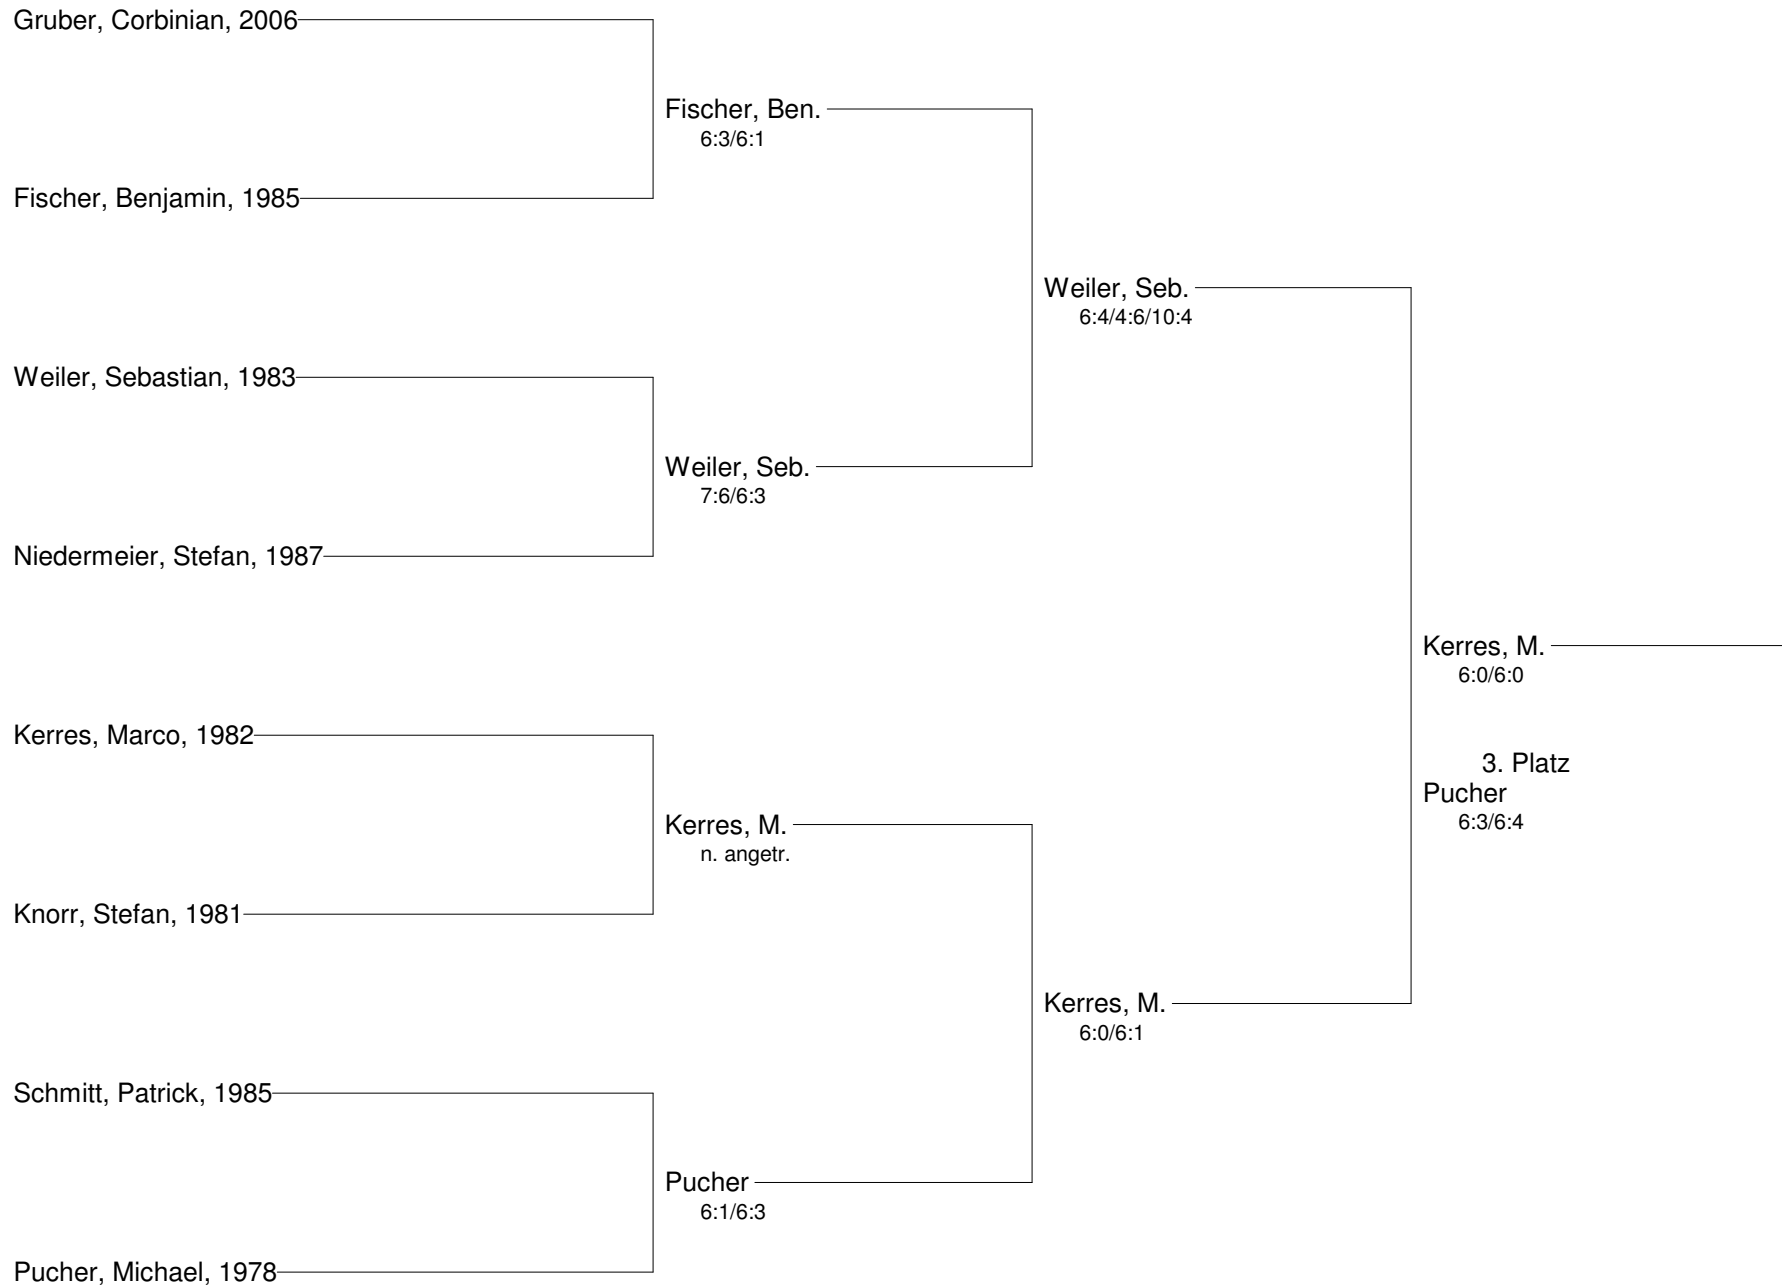 Gruber, Corbinian, 2006
Fischer, Ben.
6:3/6:1
Fischer, Benjamin, 1985
Weiler, Seb.
6:4/4:6/10:4
Weiler, Sebastian, 1983
Weiler, Seb.
7:6/6:3
Niedermeier, Stefan, 1987
Kerres, M.
6:0/6:0
Kerres, Marco, 1982
3. Platz
Pucher
6:3/6:4
Kerres, M.
n. angetr.
Knorr, Stefan, 1981
Kerres, M.
6:0/6:1
Schmitt, Patrick, 1985
Pucher
6:1/6:3
Pucher, Michael, 1978